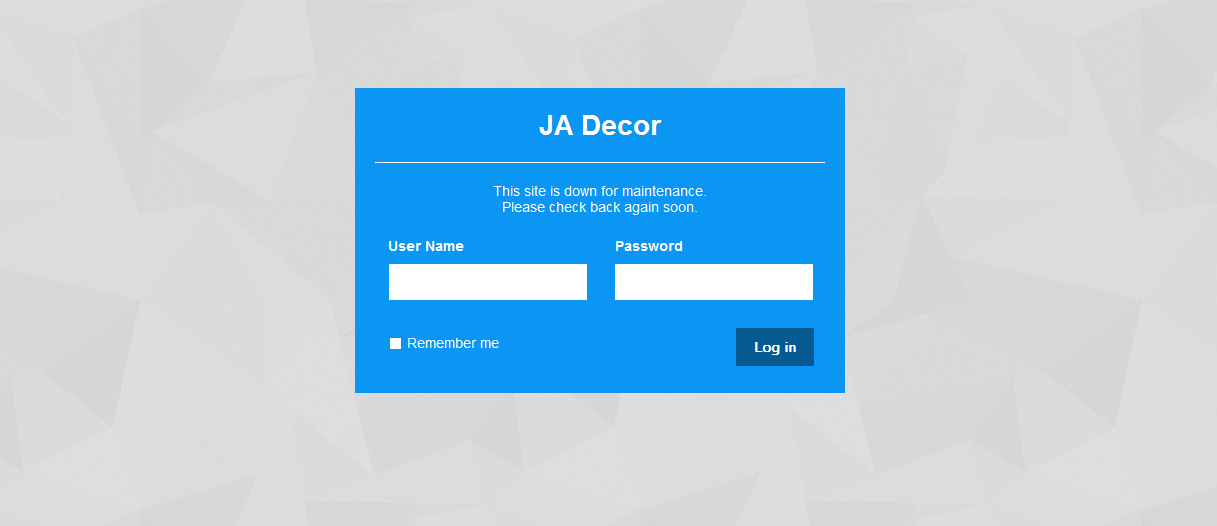 JA Decor
This site is down for maintenance.
Please check back again soon.
User Name
Password
Remember me
Log in